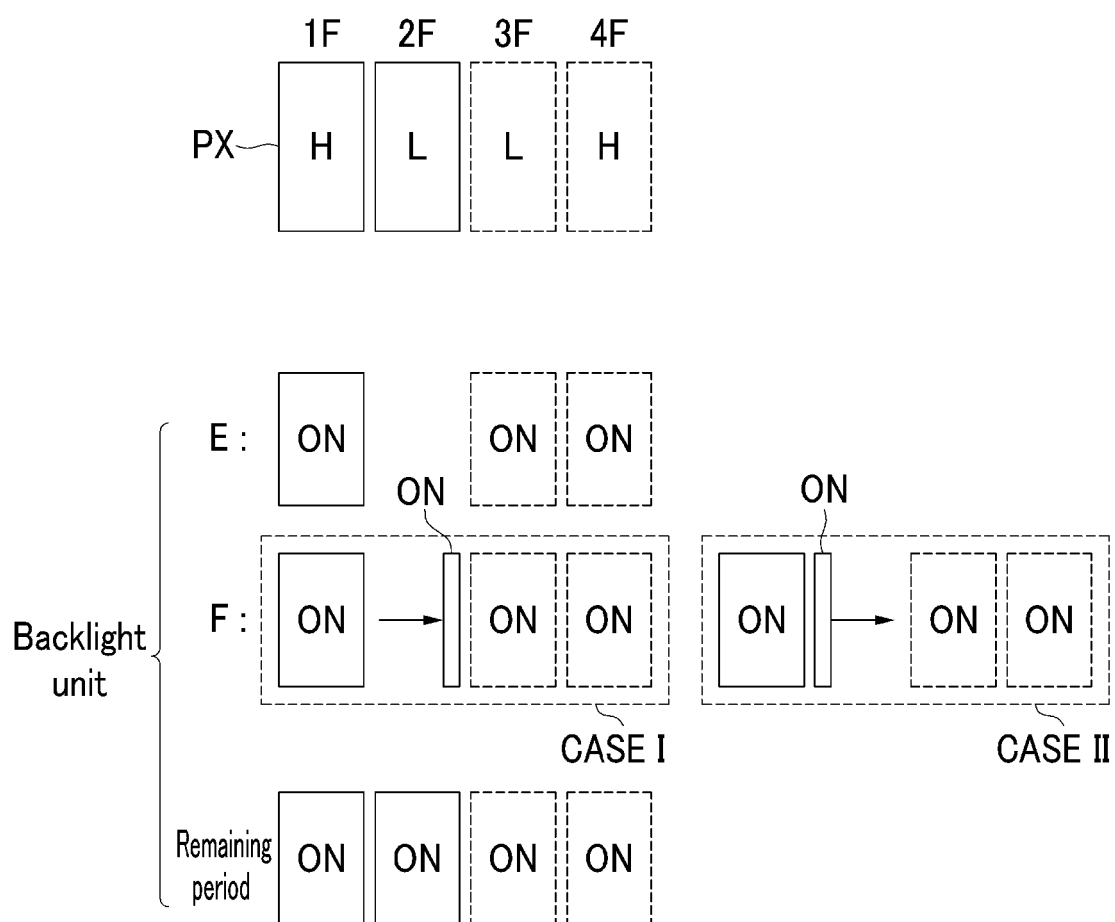 1F 2F 3F 4F
PX H L L H
E : ON ON ON
ON ON
F : ON ON ON ON ON ON
Backlight
unit
CASE I CASE II
Remaining
period
ON ON ON ON